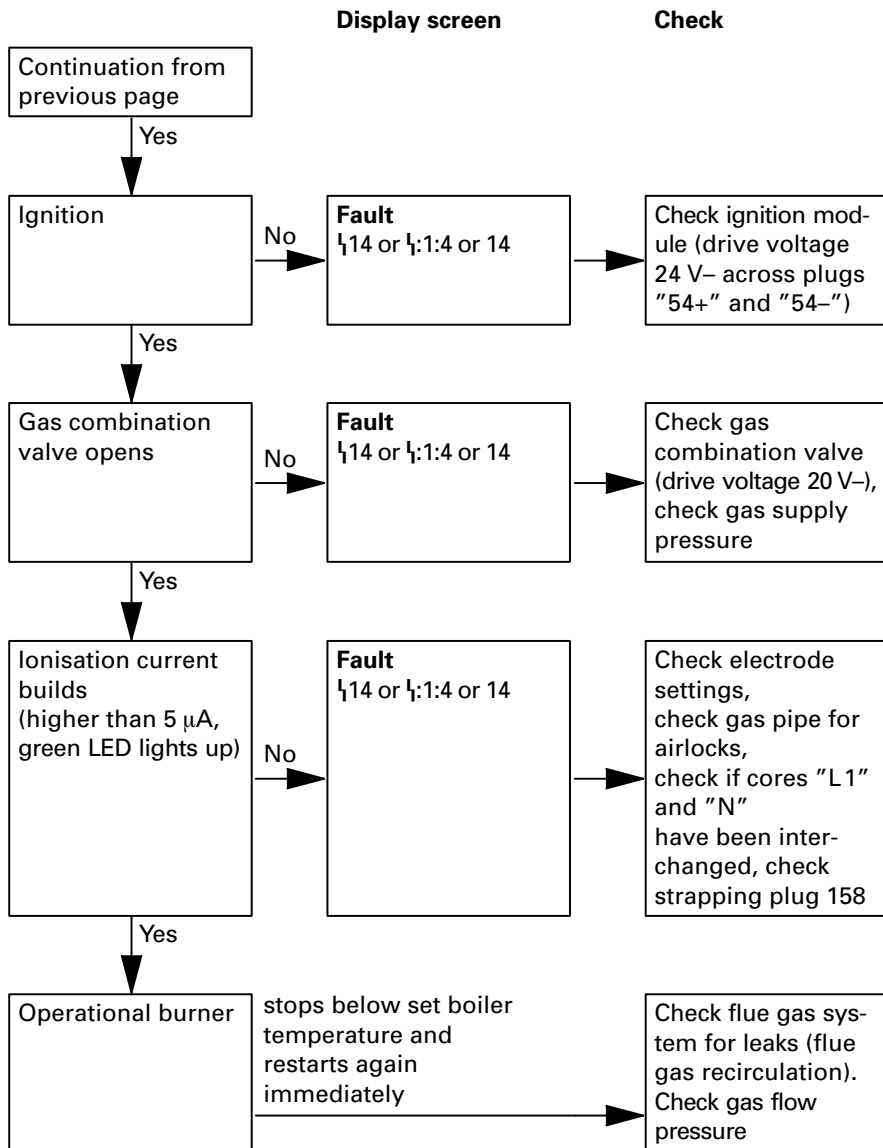 Display screen
Check
Continuation from
previous page
Yes
Ignition
No
Fault
ϟ14 or ϟ:1:4 or 14
Check ignition mod-
ule (drive voltage
24 V– across plugs
″54+″ and ″54–″)
Yes
Gas combination
valve opens
No
Fault
ϟ14 or ϟ:1:4 or 14
Check gas
combination valve
(drive voltage 20 V–),
check gas supply
pressure
Yes
Ionisation current
builds
(higher than 5 μA,
green LED lights up)
No
Fault
ϟ14 or ϟ:1:4 or 14
Check electrode
settings,
check gas pipe for
airlocks,
check if cores ″L1″
and ″N″
have been inter-
changed, check
strapping plug 158
Yes
Operational burner
stops below set boiler
temperature and
restarts again
immediately
Check flue gas sys-
tem for leaks (flue
gas recirculation).
Check gas flow
pressure